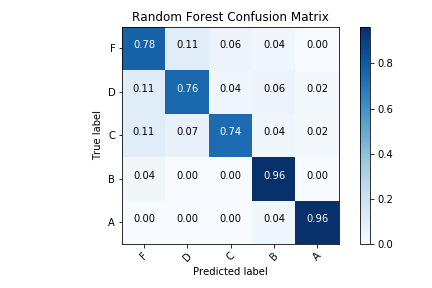 Random Forest Confusion Matrix
F 0.78 0.11 0.06 0.04 0.00
D 0.11 0.76 0.04 0.06 0.02
C 0.11 0.07 0.74 0.04 0.02
B 0.04 0.00 0.00 0.96 0.00
A 0.00 0.00 0.00 0.04 0.96
F D C B A
True label
Predicted label
0.8
0.6
0.4
0.2
0.0